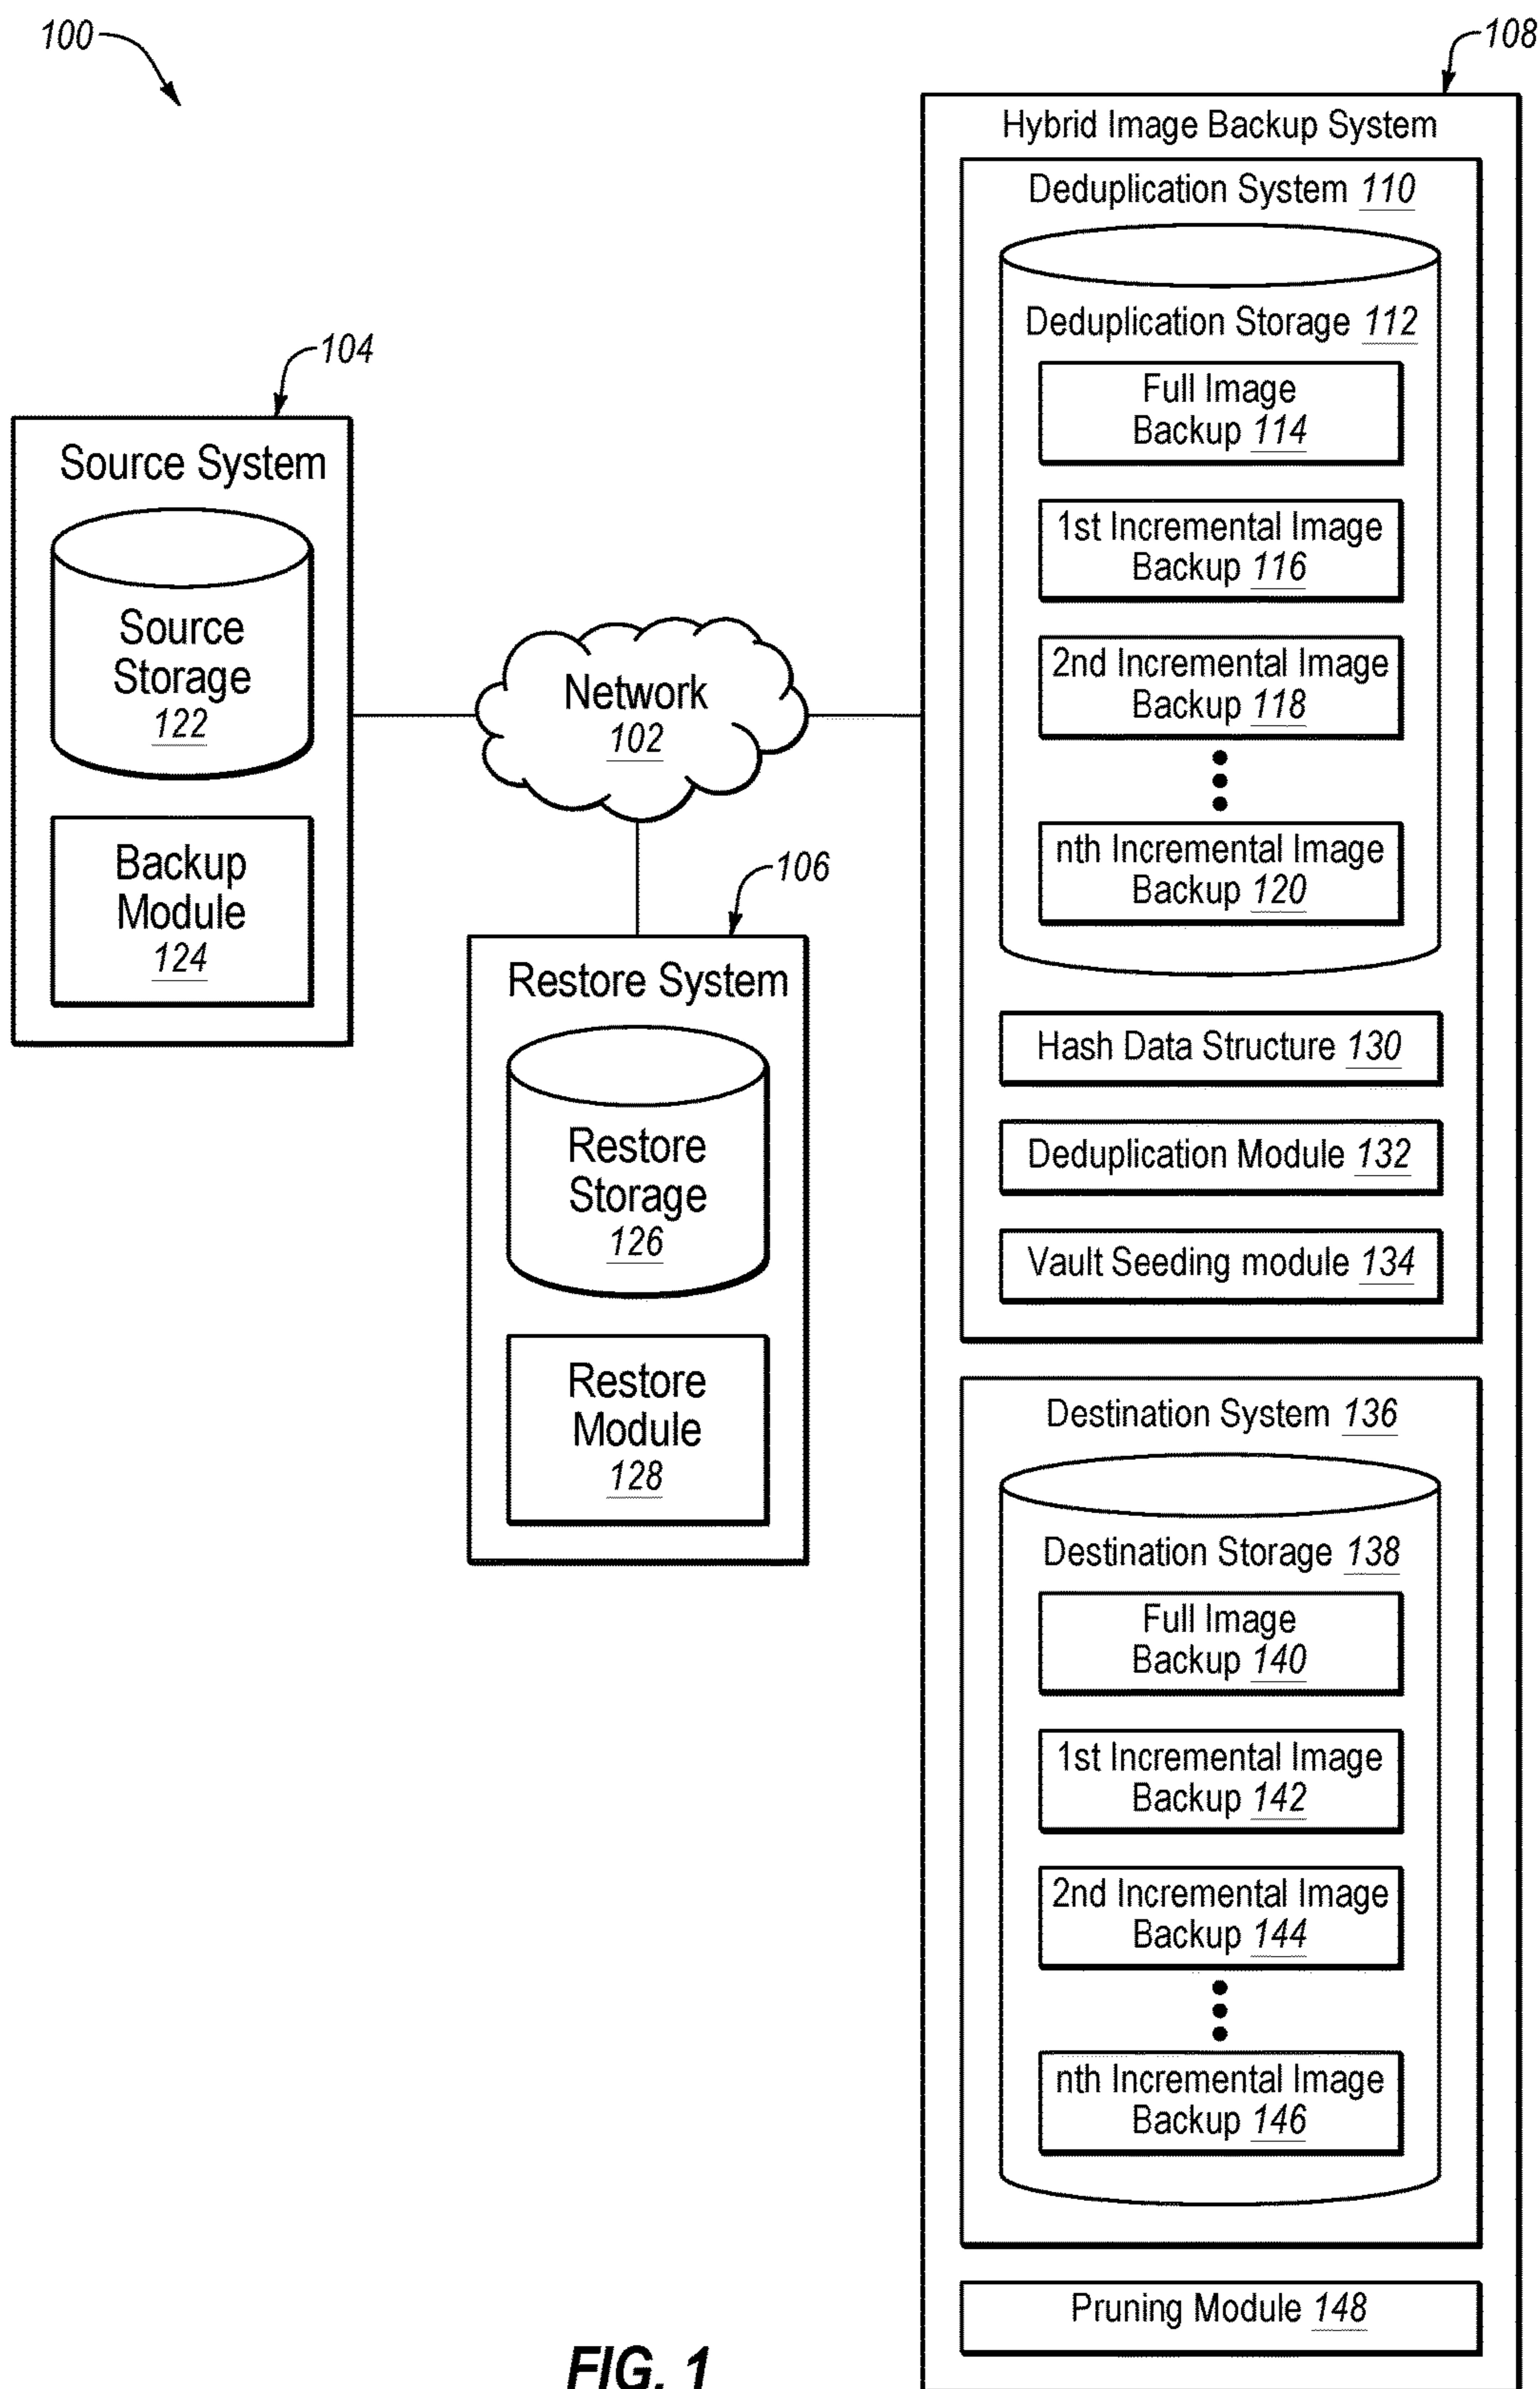 100
108
Hybrid Image Backup System
Deduplication System 110
Deduplication Storage 112
Full Image
Backup 114
1st Incremental Image
Backup 116
2nd Incremental Image
Backup 118
nth Incremental Image
Backup 120
Hash Data Structure 130
Deduplication Module 132
Vault Seeding module 134
Destination System 136
Destination Storage 138
Full Image
Backup 140
1st Incremental Image
Backup 142
2nd Incremental Image
Backup 144
nth Incremental Image
Backup 146
Pruning Module 148
104
Source System
Source
Storage
122
Backup
Module
124
Network
102
106
Restore System
Restore
Storage
126
Restore
Module
128
FIG. 1